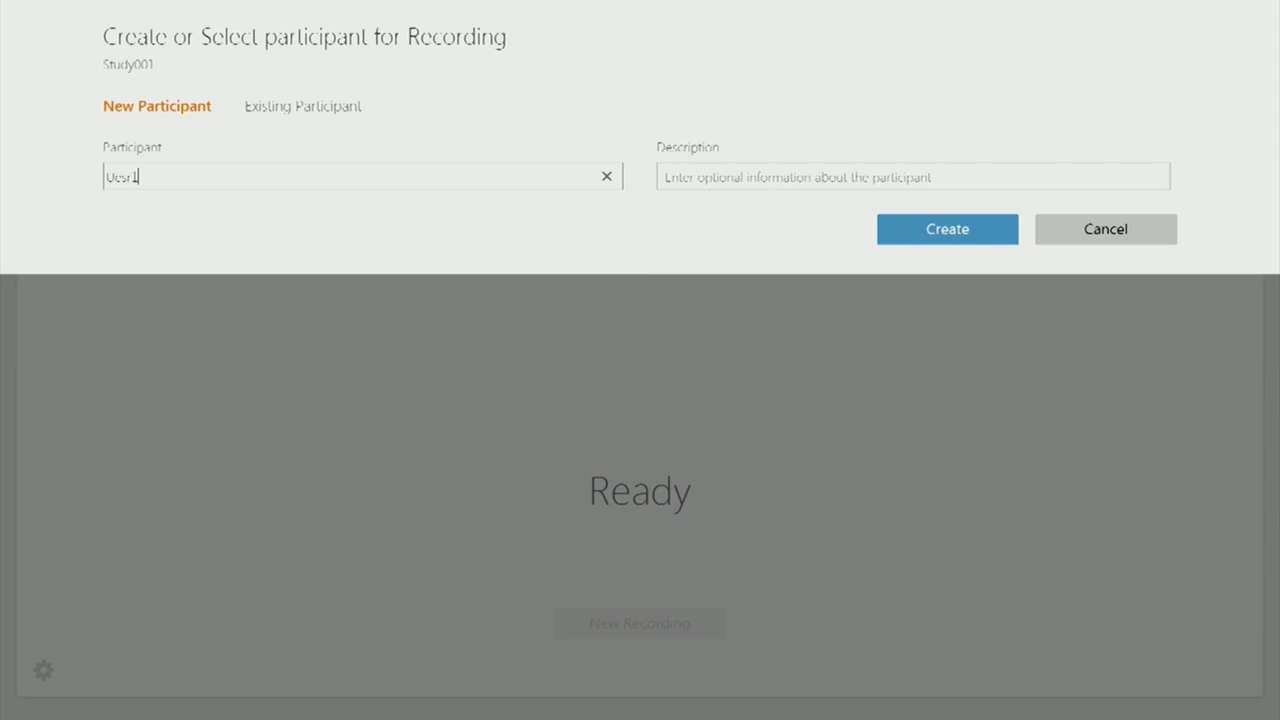 Create or Select participant for Recording
Study001
New Participant Existing Participant
Participant Description
Uesr1 Enter optional information about the participant
Create Cancel
Ready
New Recording